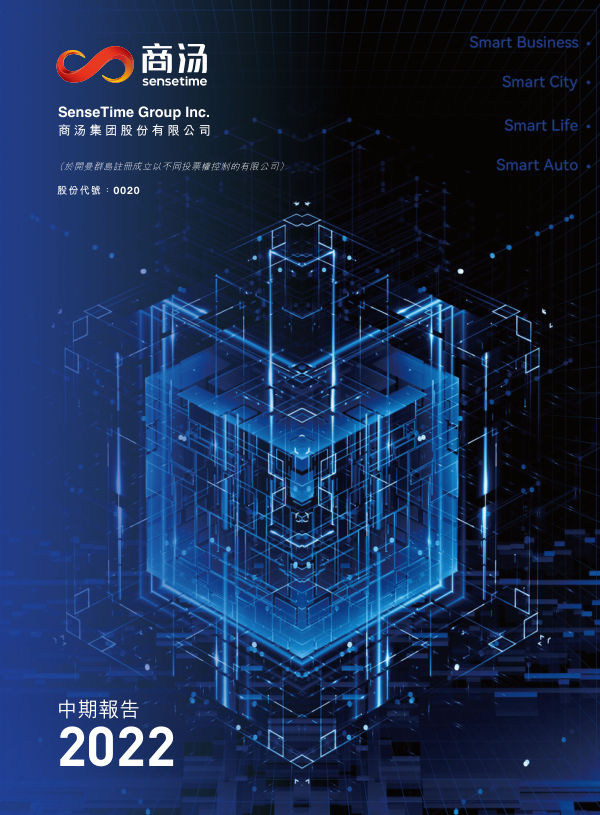 商汤
sensetime
SenseTime Group Inc.
商汤集团股份有限公司
（於開曼群島註冊成立以不同投票權控制的有限公司）
股份代號：0020
Smart Business
Smart City
Smart Life
Smart Auto
中期報告
2022